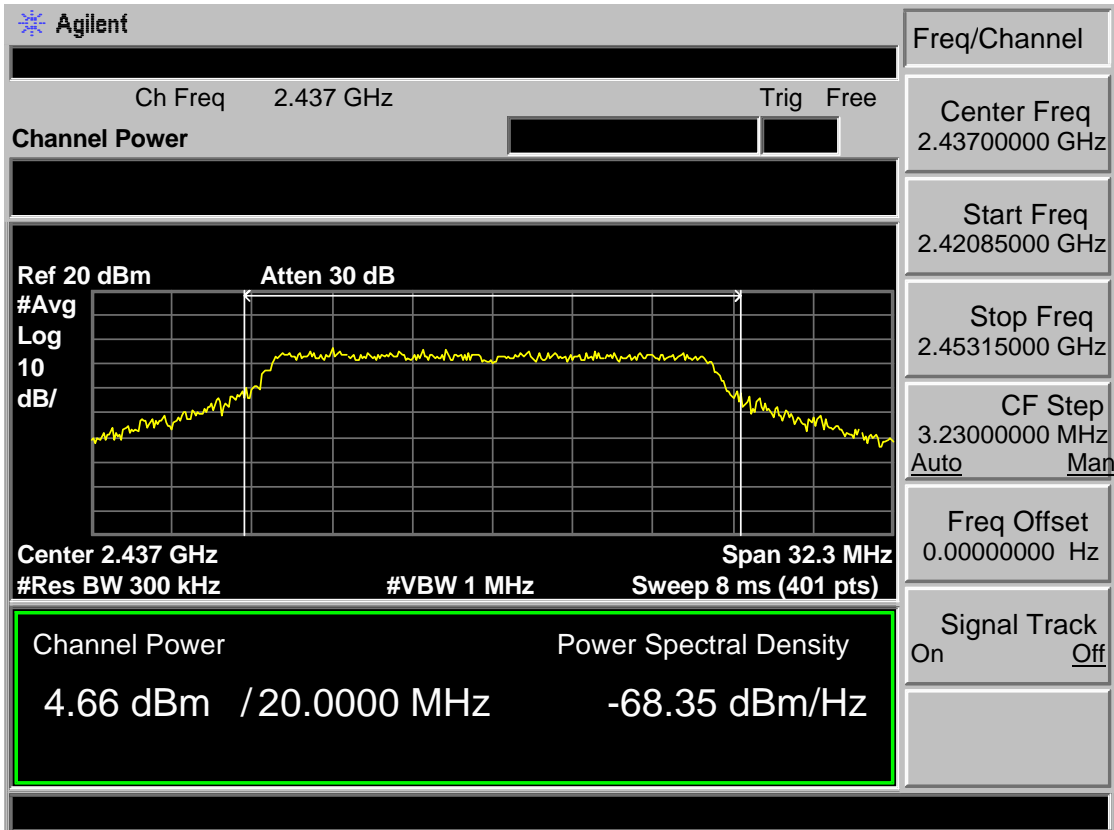 Agilent
Ch Freq 2.437 GHz Trig Free
Channel Power
Ref 20 dBm Atten 30 dB
#Avg
Log
10
dB/
Center 2.437 GHz Span 32.3 MHz
#Res BW 300 kHz #VBW 1 MHz Sweep 8 ms (401 pts)
Channel Power Power Spectral Density
4.66 dBm / 20.0000 MHz -68.35 dBm/Hz
Freq/Channel
Center Freq
2.43700000 GHz
Start Freq
2.42085000 GHz
Stop Freq
2.45315000 GHz
CF Step
3.23000000 MHz
Auto Man
Freq Offset
0.00000000 Hz
Signal Track
On Off